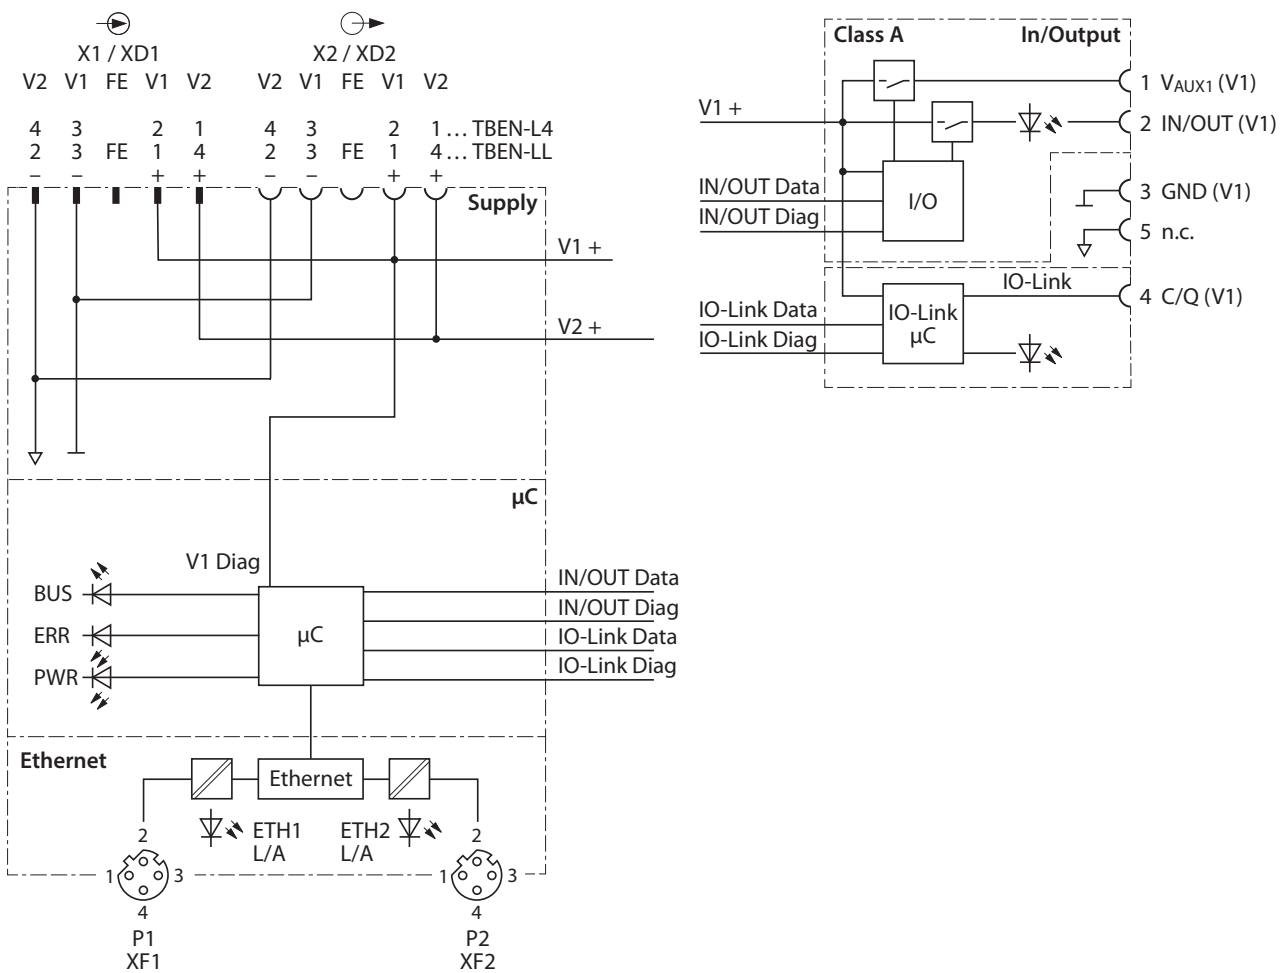 X1 / XD1 X2 / XD2
V2 V1 FE V1 V2 V2 V1 FE V1 V2
4 3 2 1 4 3 2 1 ... TBEN-L4
2 3 FE 1 4 2 3 FE 1 4 ... TBEN-LL
– – + + – – + +
Supply
V1 +
V2 +
µC
V1 Diag
BUS
ERR
PWR
µC
IN/OUT Data
IN/OUT Diag
IO-Link Data
IO-Link Diag
Ethernet
Ethernet
2 ETH1 ETH2 2
L/A L/A
1 3 1 3
4 4
P1 P2
XF1 XF2
Class A In/Output
V1 +
1 VAUX1 (V1)
2 IN/OUT (V1)
IN/OUT Data
IN/OUT Diag
I/O
3 GND (V1)
5 n.c.
IO-Link
4 C/Q (V1)
IO-Link Data
IO-Link Diag
IO-Link
µC